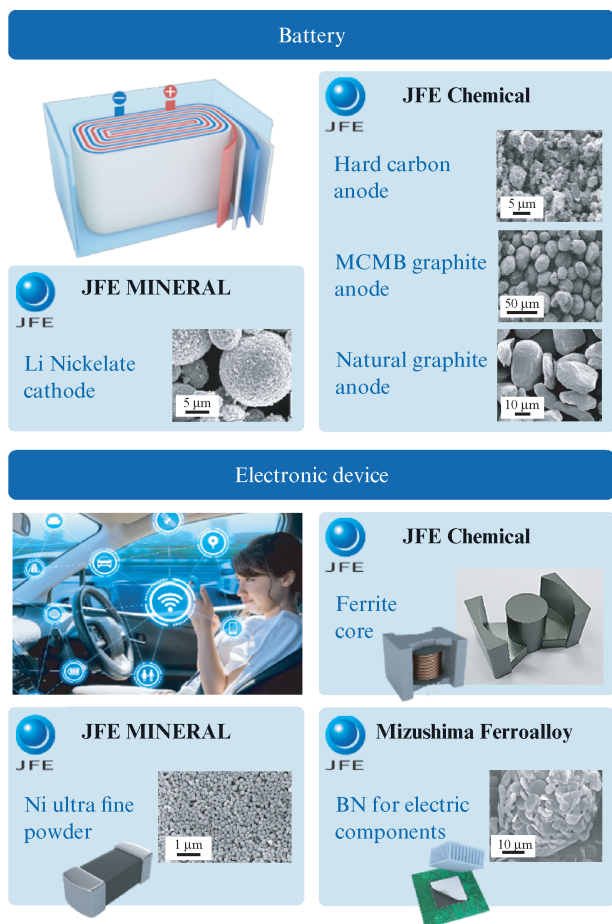 Battery
JFE
JFE Chemical
Hard carbon
anode
5 μm
MCMB graphite
anode
50 μm
Natural graphite
anode
10 μm
JFE
JFE MINERAL
Li Nickelate
cathode
5 μm
Electronic device
JFE
JFE Chemical
Ferrite
core
JFE
JFE MINERAL
Ni ultra fine
powder
1 μm
JFE
Mizushima Ferroalloy
BN for electric
components
10 μm